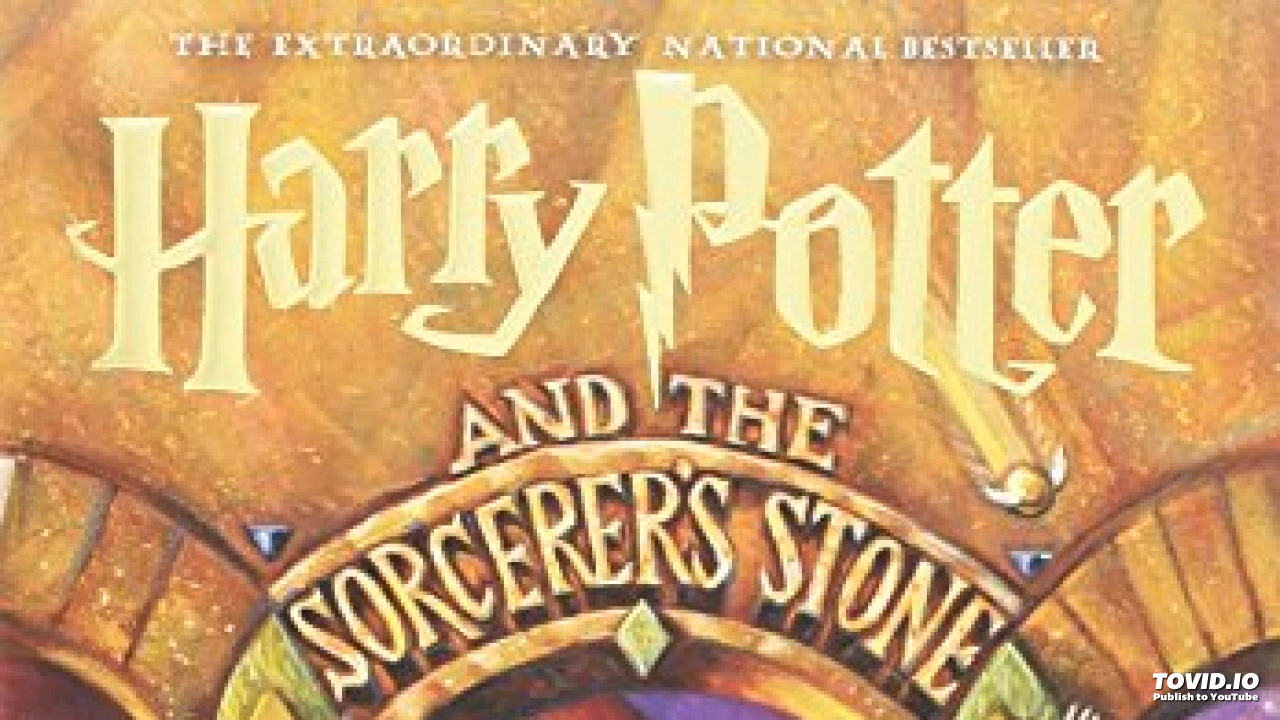 THE EXTRAORDINARY NATIONAL BESTSELLER
Harry Potter
AND THE
SORCERER'S STONE
TOVID.IO
Publish to YouTube